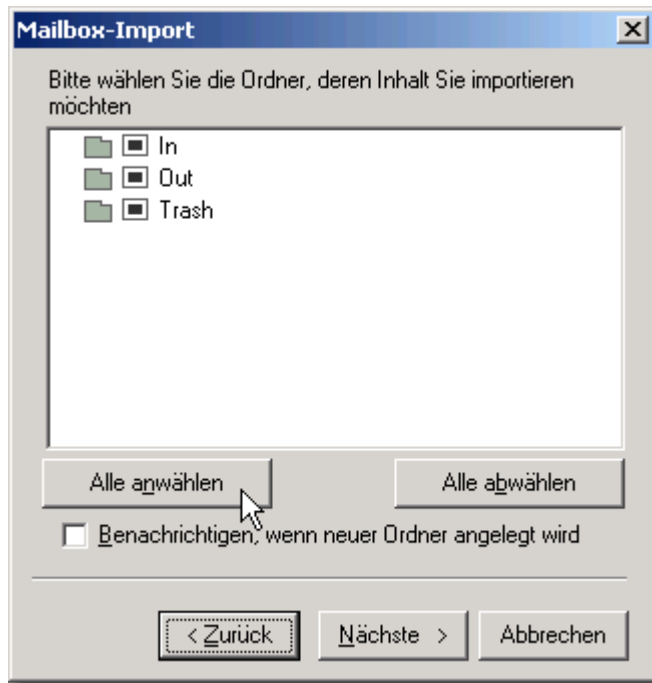 Mailbox-Import
Bitte wählen Sie die Ordner, deren Inhalt Sie importieren
möchten
In
Out
Trash
Alle anwählen
Alle abwählen
Benachrichtigen, wenn neuer Ordner angelegt wird
< Zurück
Nächste >
Abbrechen